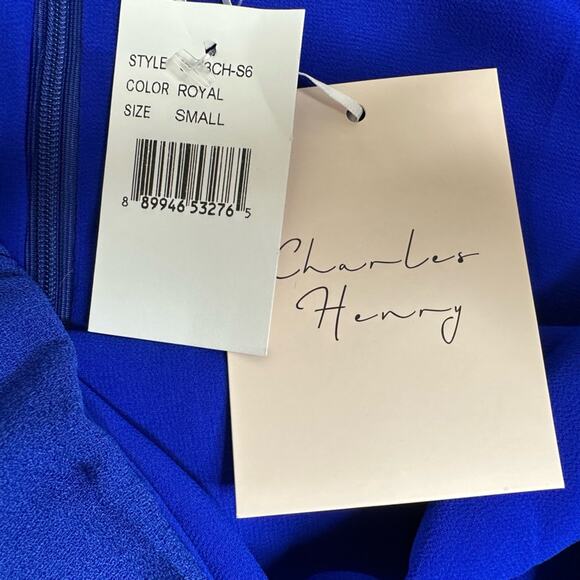 STYLE 3CH-S6
COLOR ROYAL
SIZE SMALL
8 89946 53276 5
Charles
Henry